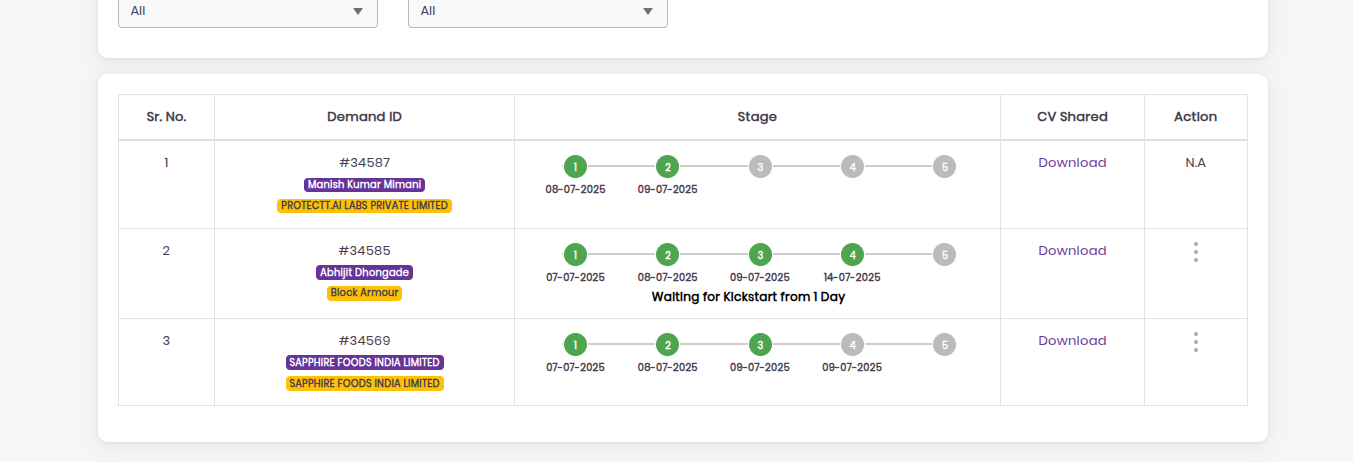 All All
Sr. No. Demand ID Stage CV Shared Action
1 #34587 1 2 3 4 5 Download N.A
Manish Kumar Mimani 08-07-2025 09-07-2025
PROTECTT.AI LABS PRIVATE LIMITED
2 #34585 1 2 3 4 5 Download
Abhijit Dhongade 07-07-2025 08-07-2025 09-07-2025 14-07-2025
Block Armour Waiting for Kickstart from 1 Day
3 #34569 1 2 3 4 5 Download
SAPPHIRE FOODS INDIA LIMITED 07-07-2025 08-07-2025 09-07-2025 09-07-2025
SAPPHIRE FOODS INDIA LIMITED